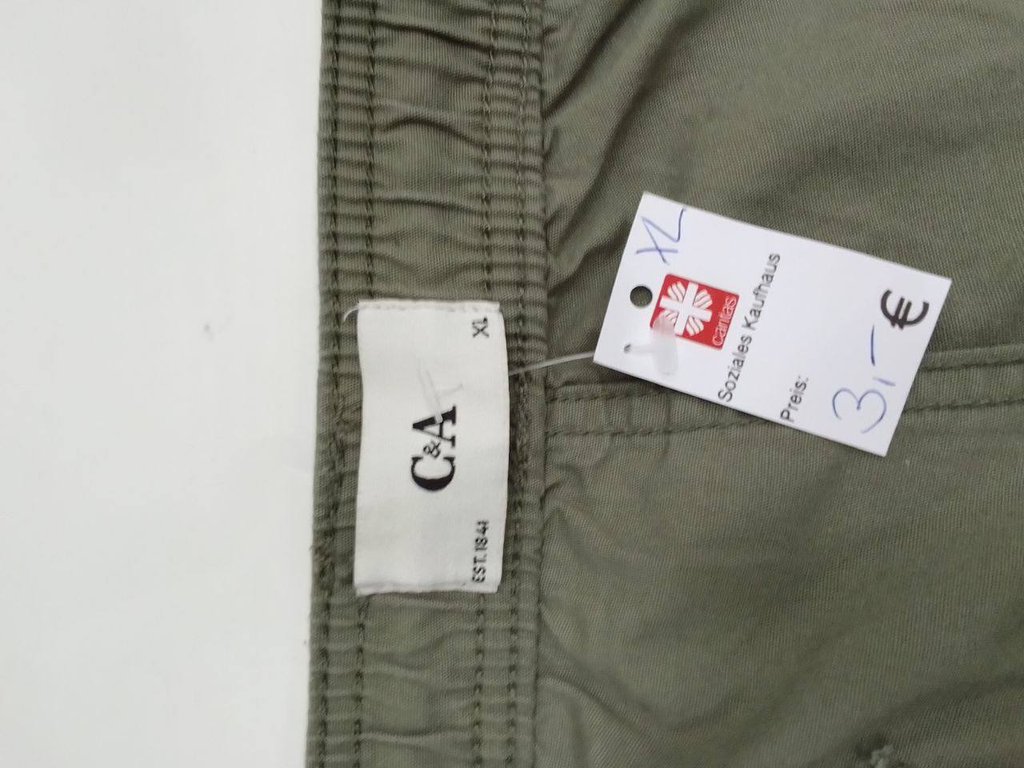 C&A
EST. 1841
XL
XL
caritas
Soziales Kaufhaus
Preis:
3,- €